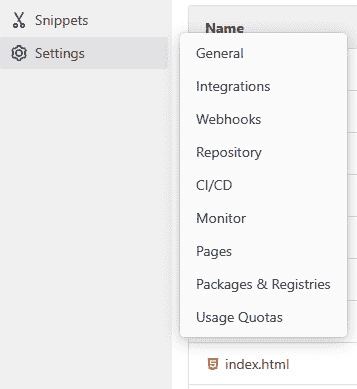 Snippets
Settings
Name
General
Integrations
Webhooks
Repository
CI/CD
Monitor
Pages
Packages & Registries
Usage Quotas
index.html